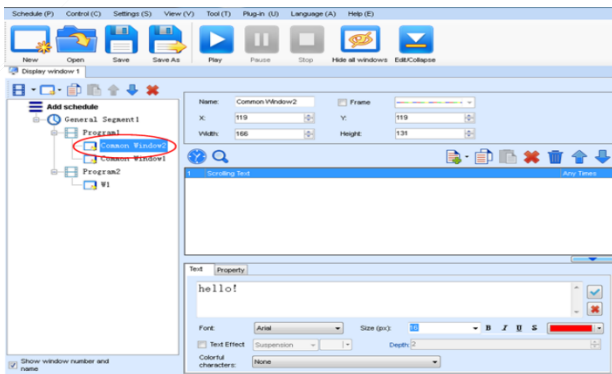 Schedule (P) Control (C) Settings (S) View (V) Tool (T) Plug-in (U) Language (A) Help (E)
New Open Save Save As Play Pause Stop Hide all windows Edit/Collapse
Display window 1
Add schedule
General Segment1
Program1
Common Window2
Common Window1
Program2
W1
Show window number and name
Name: Common Window2 Frame
X: 119 Y: 119
Width: 166 Height: 131
1 Scrolling Text Any Times
Text Property
hello!
Font: Arial Size (px): 16 B I U S
Text Effect Suspension Depth: 2
Colorful characters: None